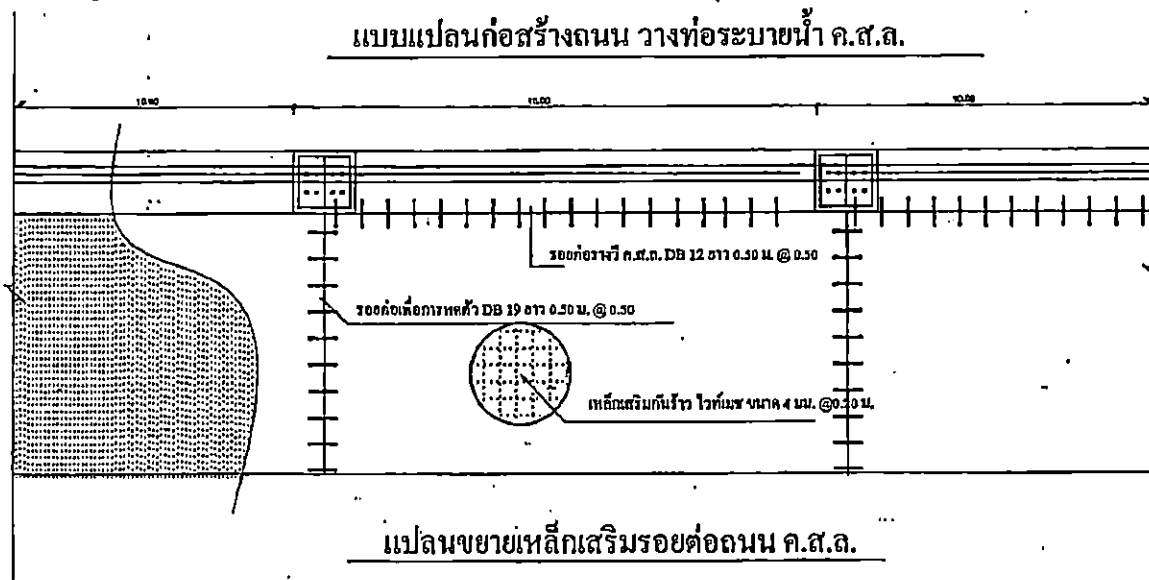 แบบแปลนก่อสร้างถนน วางท่อระบายน้ำ ค.ส.ล.
10.00 10.00 10.00
รอยต่อรางวี ค.ส.ล. DB 12 ยาว 0.50 ม. @ 0.50
รอยต่อเพื่อการหดตัว DB 19 ยาว 0.50 ม. @ 0.50
เหล็กเสริมกันร้าว ไวท์เมช ขนาด 4 มม. @0.20 ม.
แปลนขยายเหล็กเสริมรอยต่อถนน ค.ส.ล.